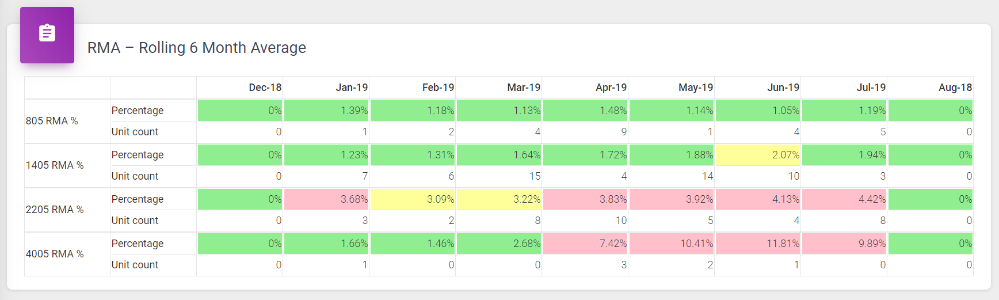 RMA – Rolling 6 Month Average
Dec-18 Jan-19 Feb-19 Mar-19 Apr-19 May-19 Jun-19 Jul-19 Aug-18
805 RMA %
Percentage 0% 1.39% 1.18% 1.13% 1.48% 1.14% 1.05% 1.19% 0%
Unit count 0 1 2 4 9 1 4 5 0
1405 RMA %
Percentage 0% 1.23% 1.31% 1.64% 1.72% 1.88% 2.07% 1.94% 0%
Unit count 0 7 6 15 4 14 10 3 0
2205 RMA %
Percentage 0% 3.68% 3.09% 3.22% 3.83% 3.92% 4.13% 4.42% 0%
Unit count 0 3 2 8 10 5 4 8 0
4005 RMA %
Percentage 0% 1.66% 1.46% 2.68% 7.42% 10.41% 11.81% 9.89% 0%
Unit count 0 1 0 0 3 2 1 0 0